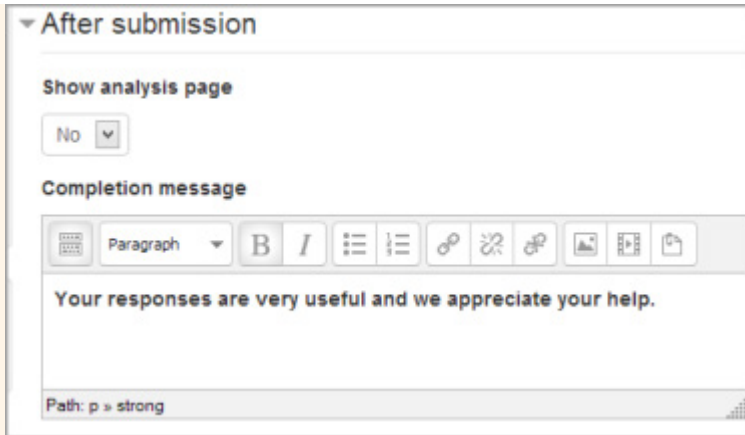 After submission
Show analysis page
No
Completion message
Paragraph B I
Your responses are very useful and we appreciate your help.
Path: p » strong